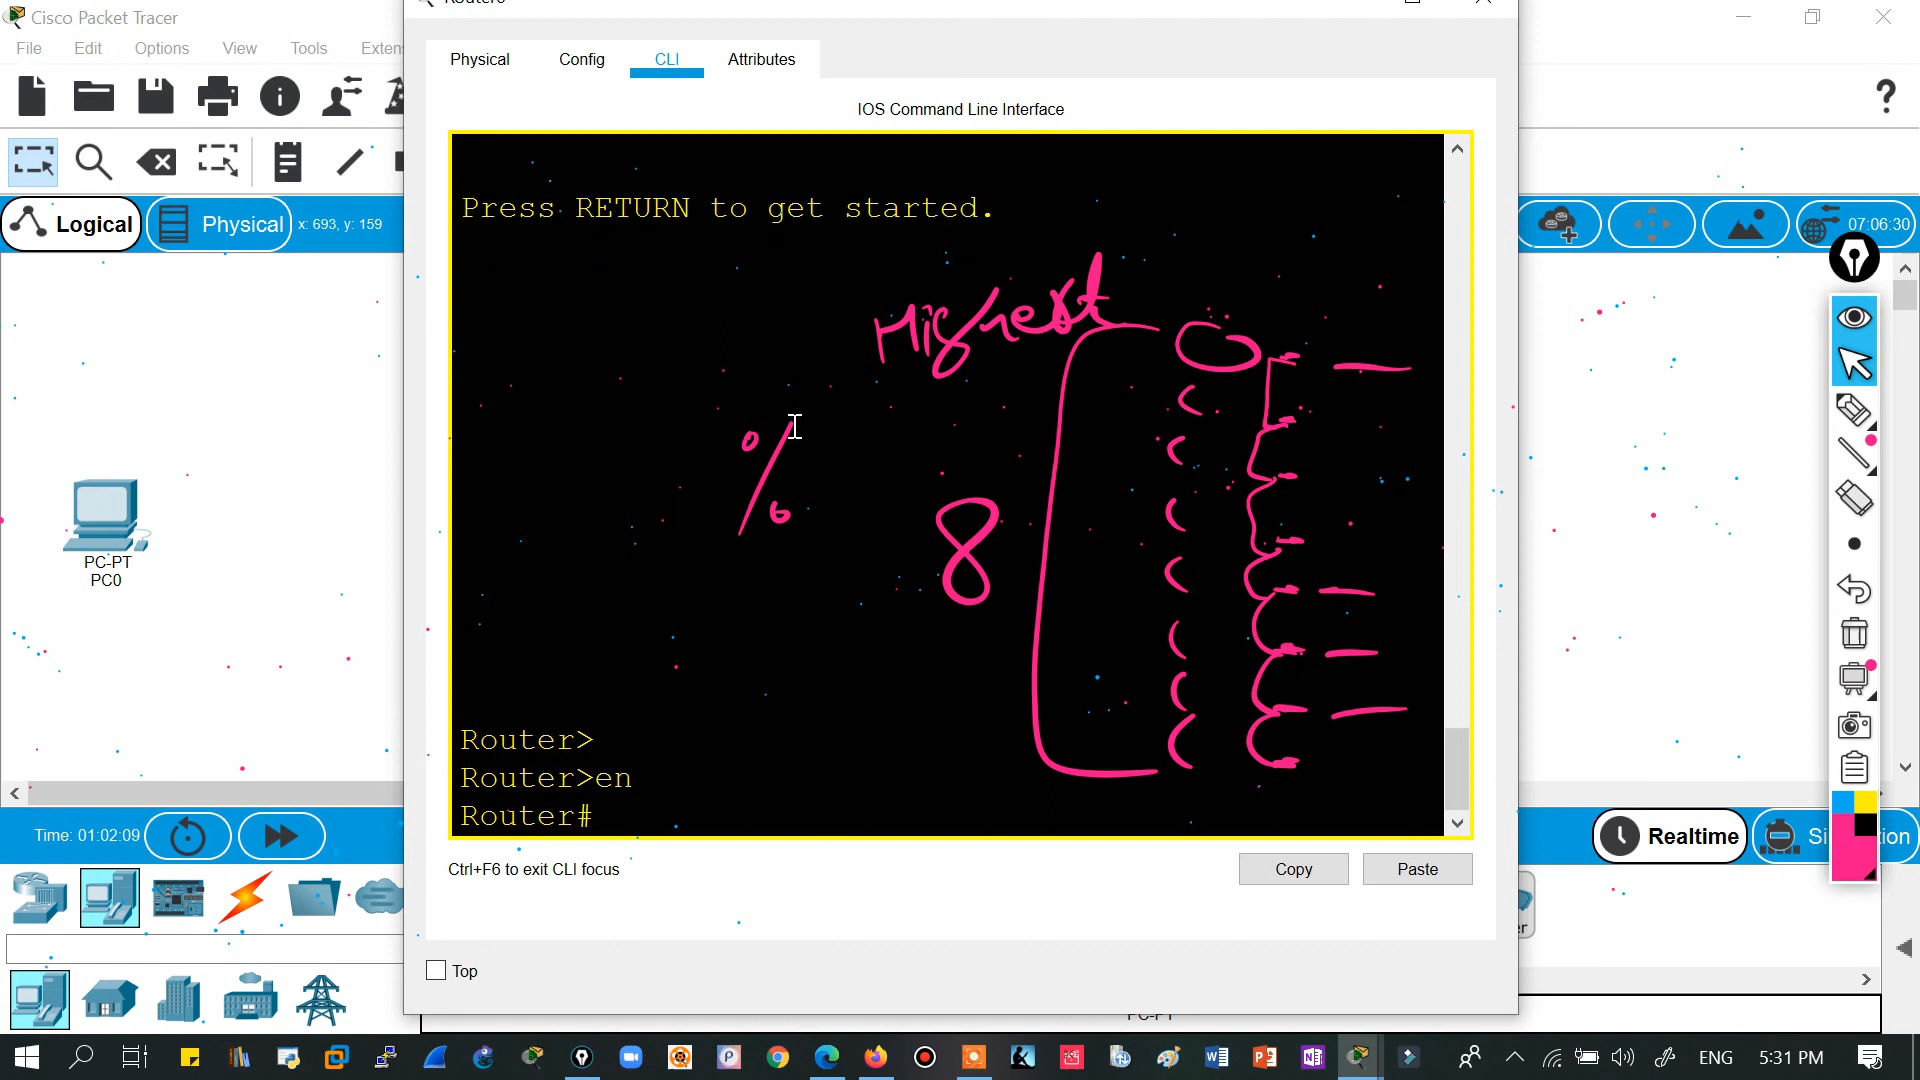 Cisco Packet Tracer
File Edit Options View Tools Exten
Physical Config CLI Attributes
IOS Command Line Interface
Logical Physical x: 693, y: 159
07:06:30
Press RETURN to get started.
Highest
%
8
PC-PT
PC0
Router>
Router>en
Router#
Time: 01:02:09
Realtime
Ctrl+F6 to exit CLI focus
Copy Paste
Top
ENG 5:31 PM